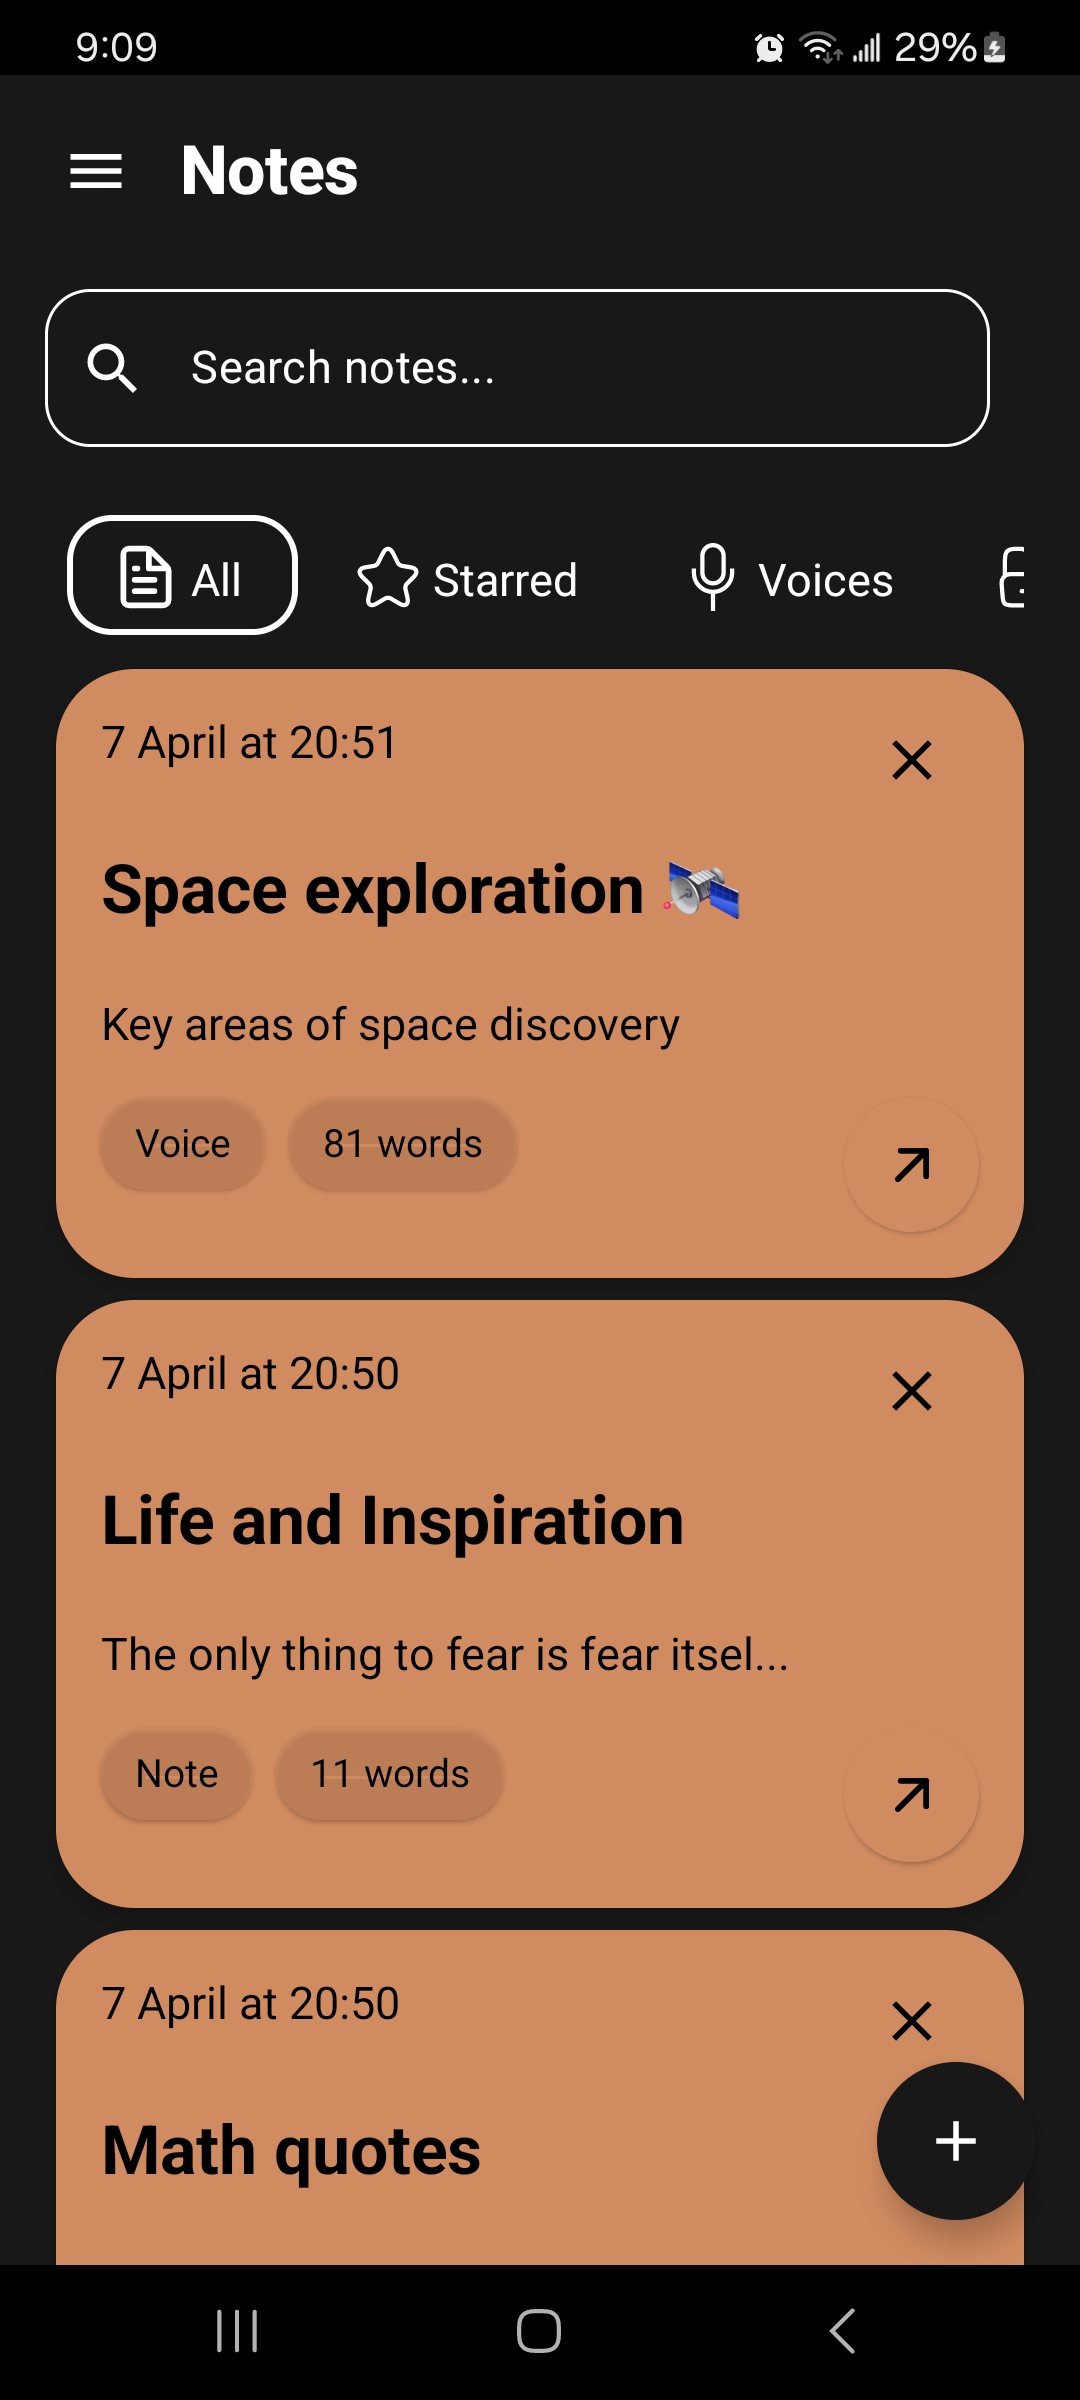 9:09
29%
Notes
Search notes...
All
Starred
Voices
7 April at 20:51
Space exploration 🛰️
Key areas of space discovery
Voice
81 words
7 April at 20:50
Life and Inspiration
The only thing to fear is fear itsel...
Note
11 words
7 April at 20:50
Math quotes